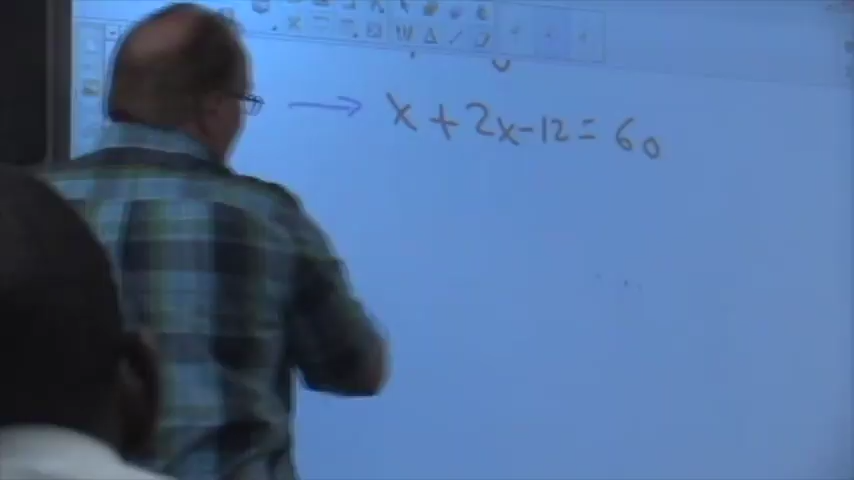 → x + 2x - 12 = 60